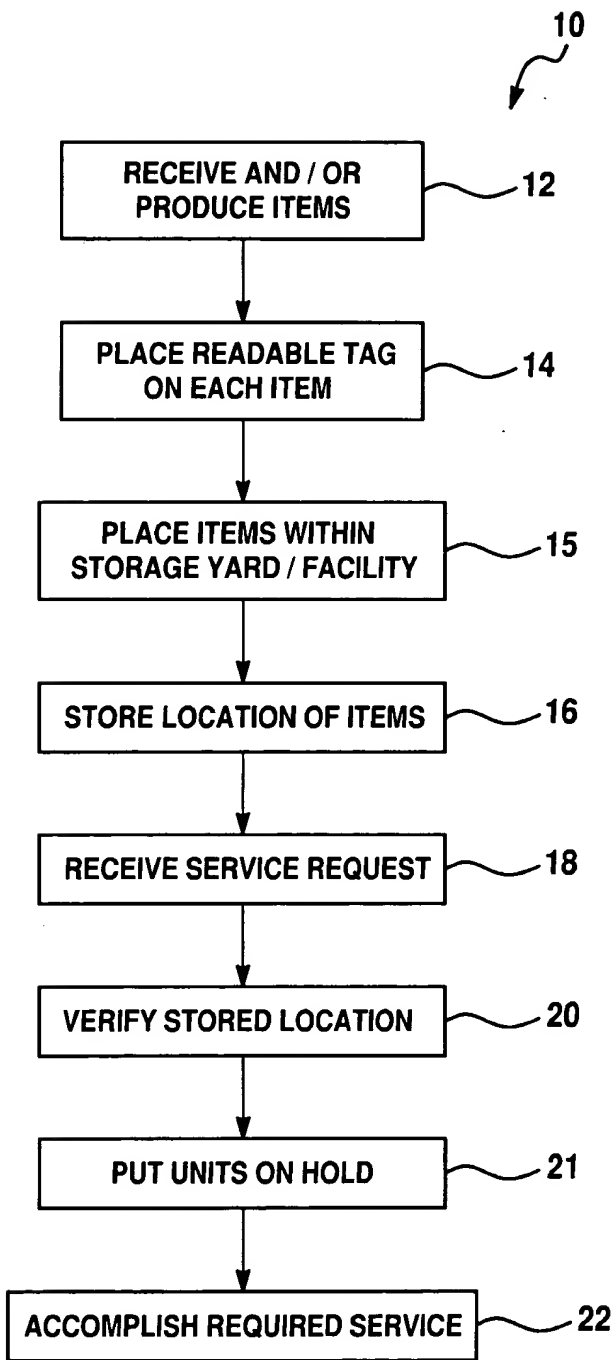 10
RECEIVE AND / OR
PRODUCE ITEMS
12
PLACE READABLE TAG
ON EACH ITEM
14
PLACE ITEMS WITHIN
STORAGE YARD / FACILITY
15
STORE LOCATION OF ITEMS
16
RECEIVE SERVICE REQUEST
18
VERIFY STORED LOCATION
20
PUT UNITS ON HOLD
21
ACCOMPLISH REQUIRED SERVICE
22